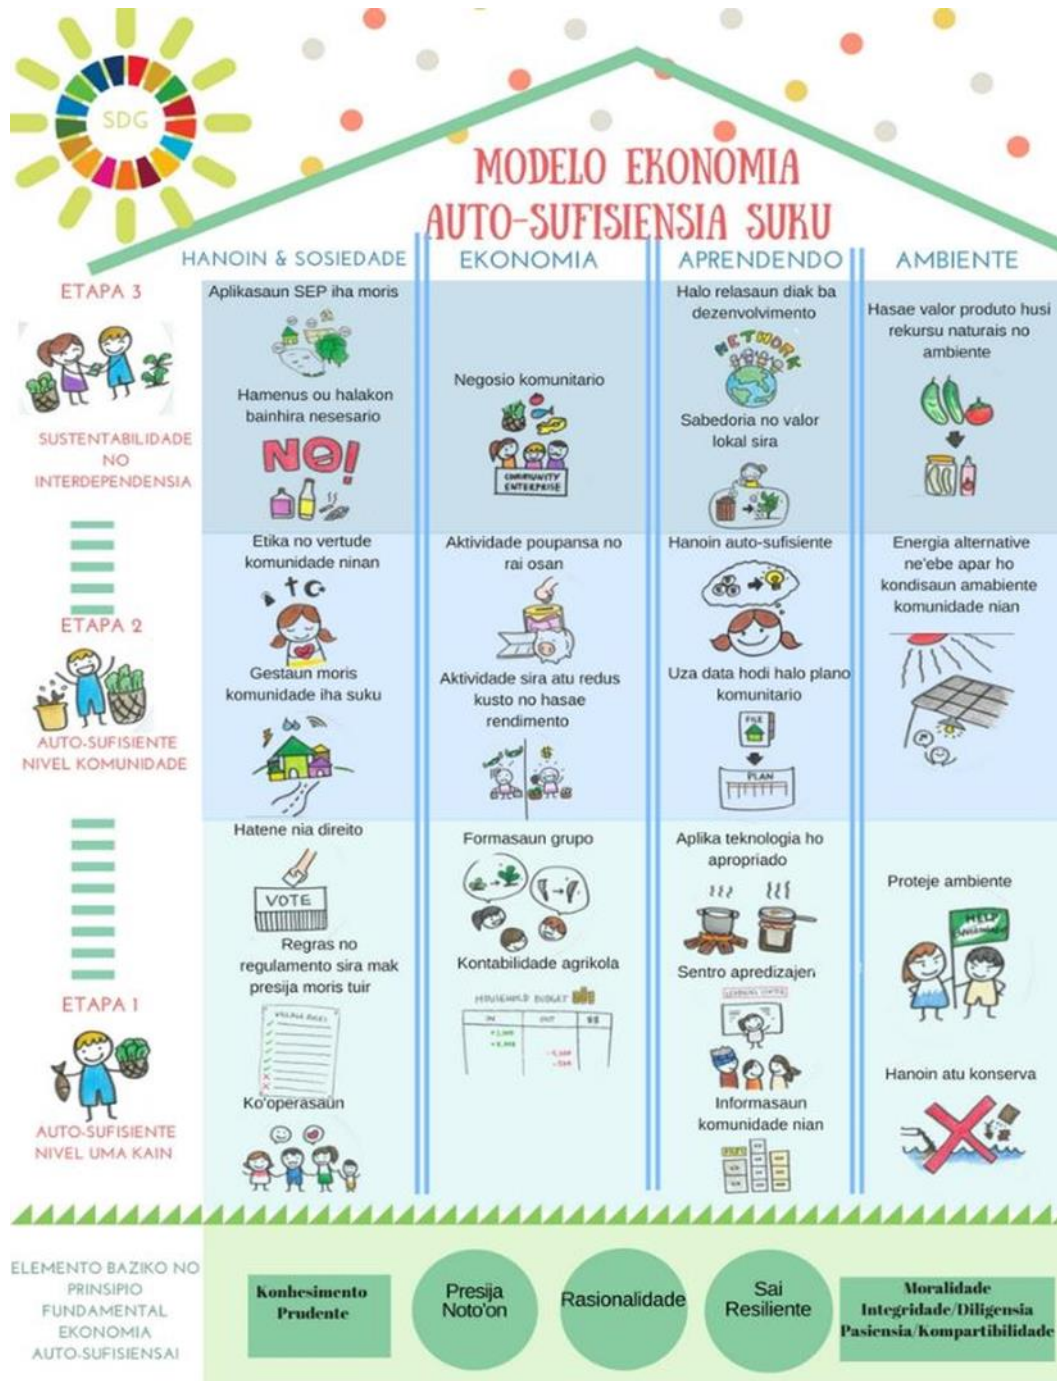 SDG
MODELO EKONOMIA
AUTO-SUFISIENSIA SUKU
HANOIN & SOSIEDADE
EKONOMIA
APRENDENDO
AMBIENTE
ETAPA 3
SUSTENTABILIDADE
NO
INTERDEPENDENSIA
Aplikasaun SEP iha moris
Hamenus ou halakon
bainhira nesesario
NO!
Negosio komunitario
COMMUNITY
ENTERPRISE
Halo relasaun diak ba
dezenvolvimento
NETWORK
Sabedoria no valor
lokal sira
Hasae valor produto husi
rekursu naturais no
ambiente
ETAPA 2
AUTO-SUFISIENTE
NIVEL KOMUNIDADE
Etika no vertude
komunidade ninan
Gestaun moris
komunidade iha suku
Aktividade poupansa no
rai osan
Aktividade sira atu redus
kusto no hasae
rendimento
$
Hanoin auto-sufisiente
Uza data hodi halo plano
komunitario
FILE
PLAN
Energia alternative
ne'ebe apar ho
kondisaun amabiente
komunidade nian
ETAPA 1
AUTO-SUFISIENTE
NIVEL UMA KAIN
Hatene nia direito
VOTE
Regras no
regulamento sira mak
presija moris tuir
VILLAGE RULES
Ko'operasaun
Formasaun grupo
Kontabilidade agrikola
HOUSEHOLD BUDGET
IN OUT $$
Aplika teknologia ho
apropriado
Sentro apredizajen
LEARNING CENTER
Informasaun
komunidade nian
Proteje ambiente
HELP
Hanoin atu konserva
ELEMENTO BAZIKO NO
PRINSIPIO
FUNDAMENTAL
EKONOMIA
AUTO-SUFISIENSAI
Konhesimento
Prudente
Presija
Noto'on
Rasionalidade
Sai
Resiliente
Moralidade
Integridade/Diligensia
Pasiensia/Kompartibilidade